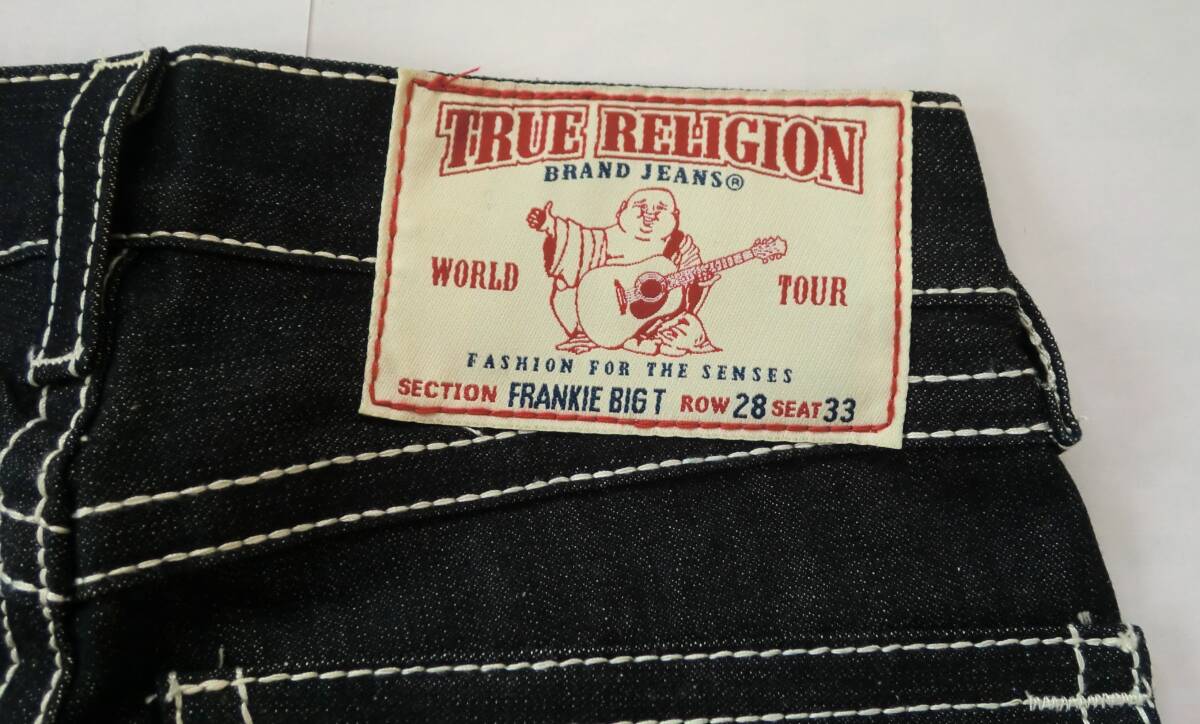 TRUE RELIGION
BRAND JEANS®
WORLD TOUR
FASHION FOR THE SENSES
SECTION FRANKIE BIG T ROW 28 SEAT 33